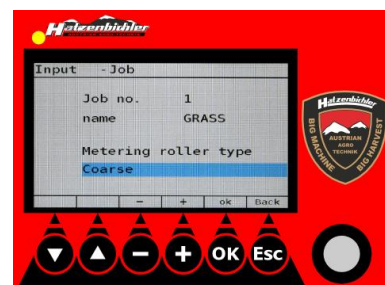 Hatzenbichler
Input - Job
Job no. 1
name GRASS
Metering roller type
Coarse
- + ok Back
- + OK Esc
Hatzenbichler
BIG MACHINE
AUSTRIAN
AGRO
TECHNIK
BIG HARVEST